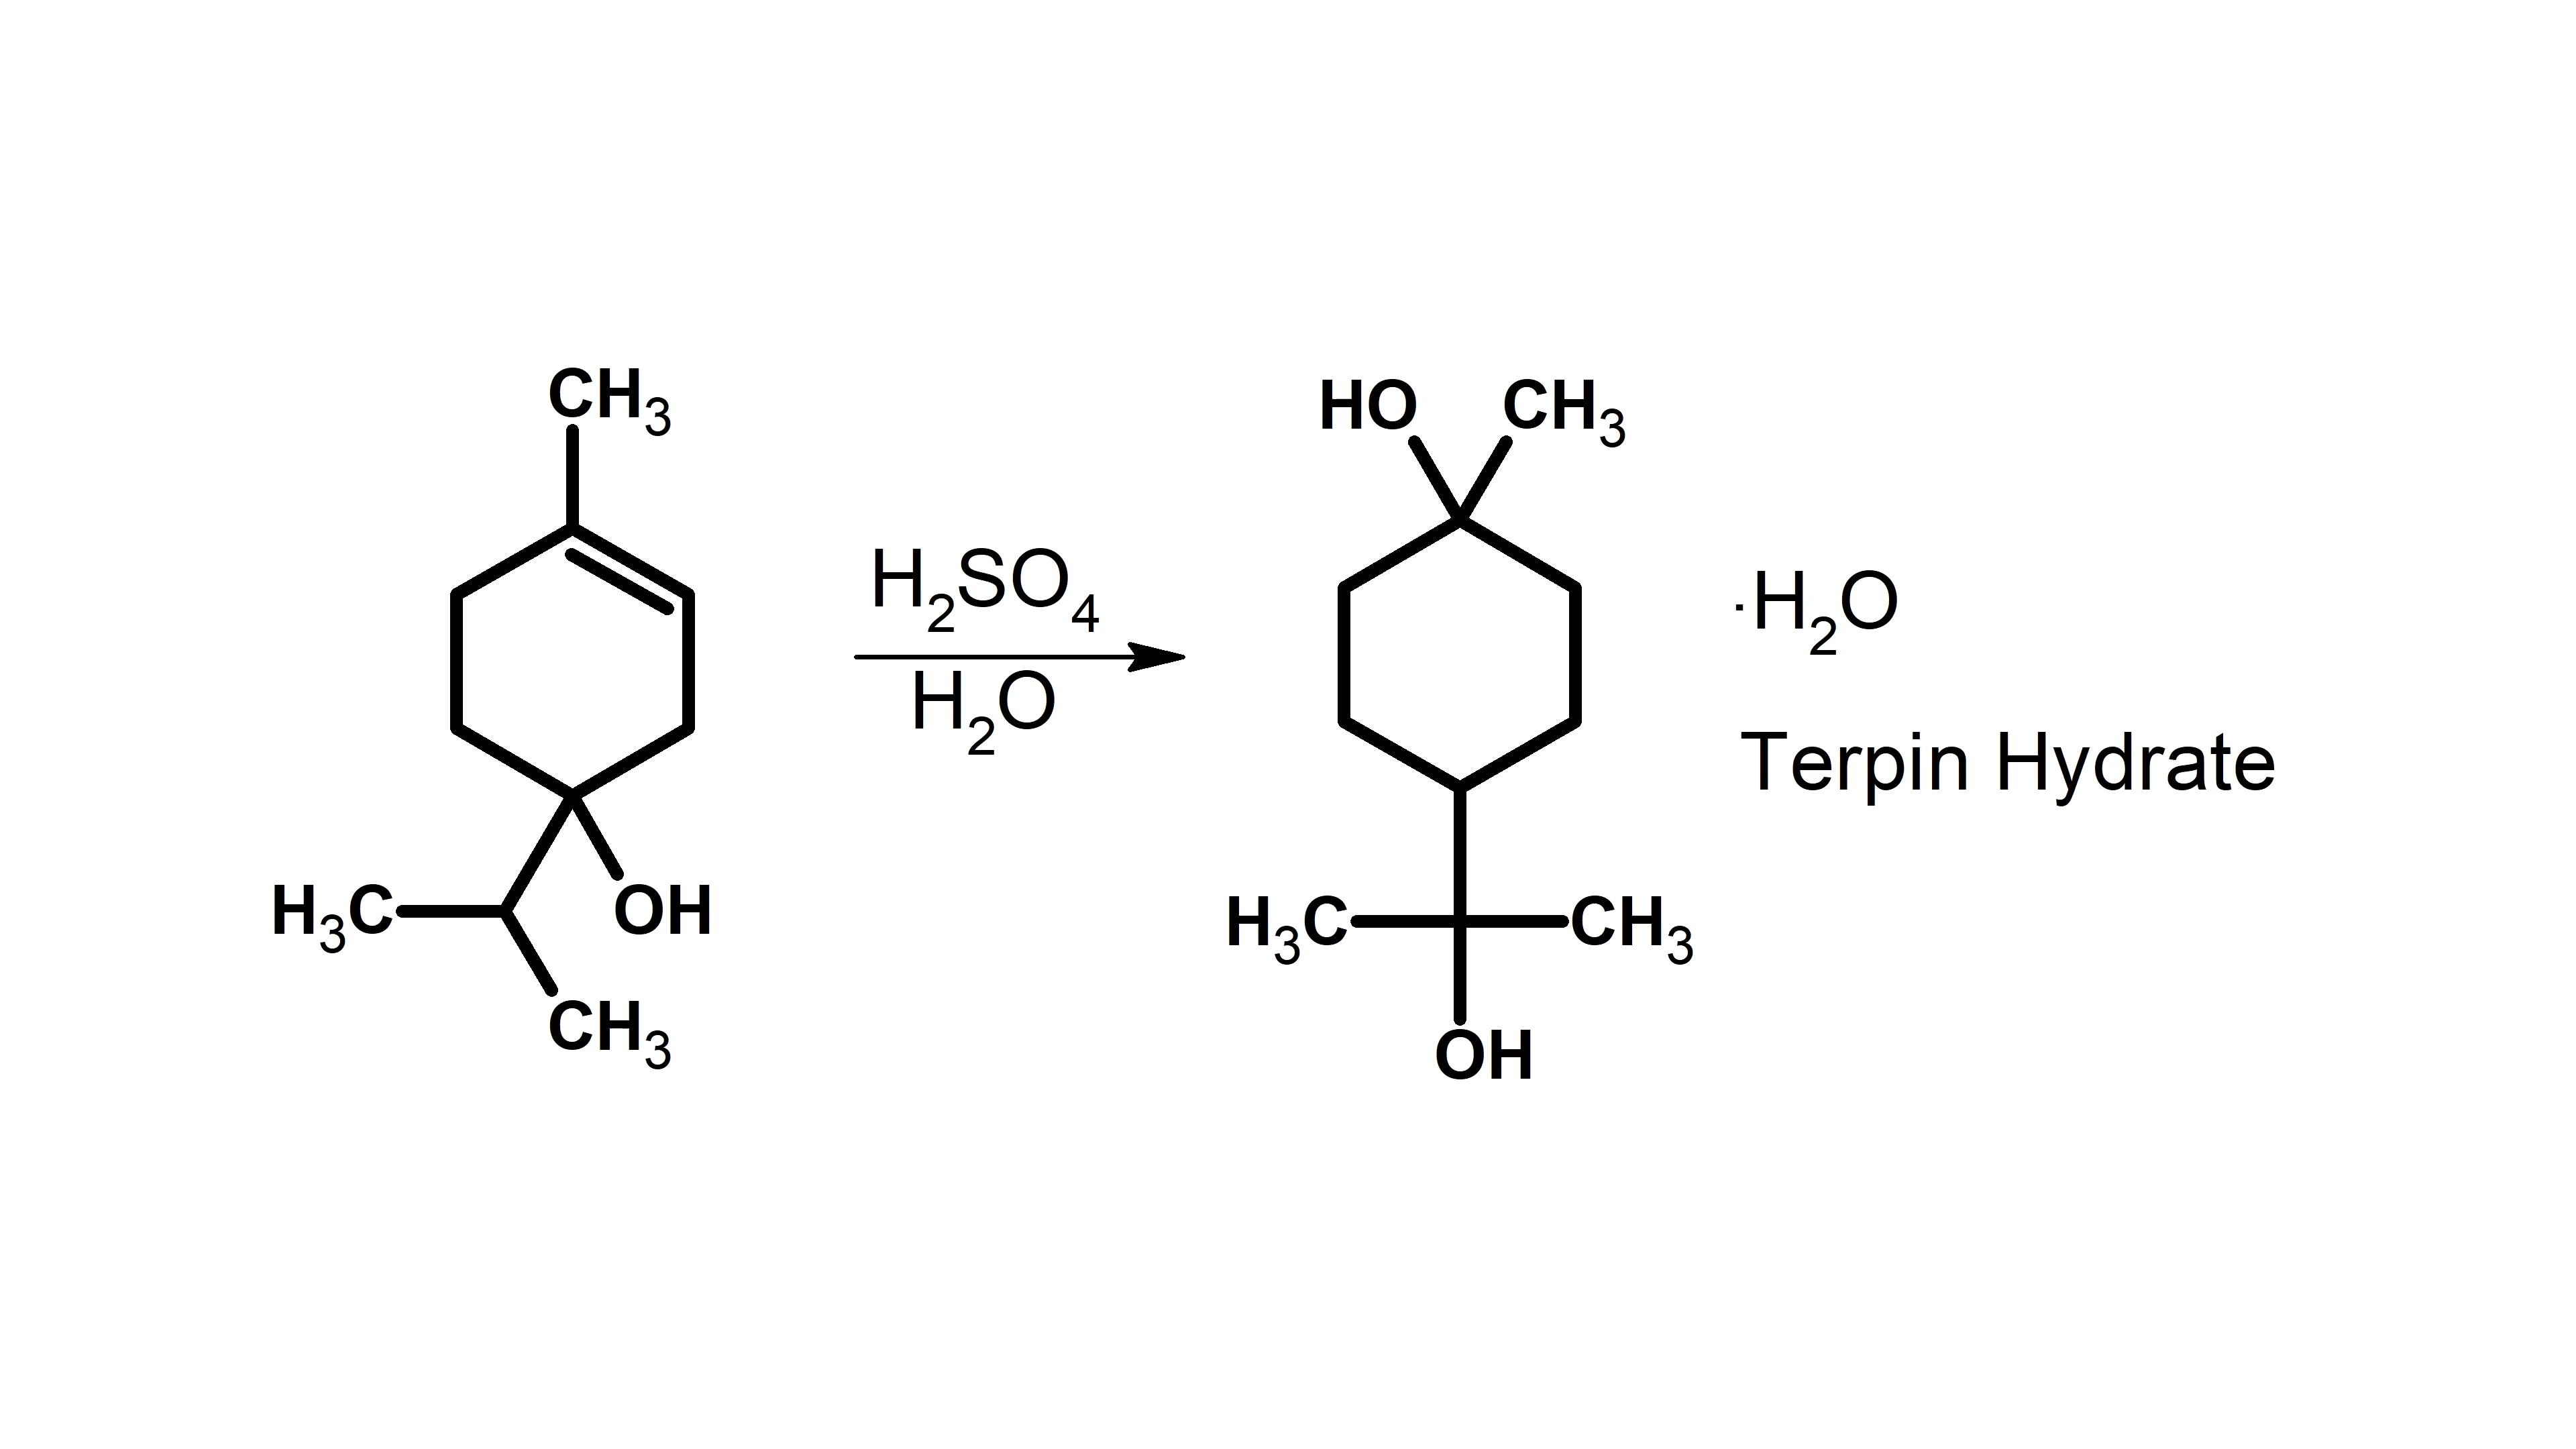 CH3
H3C
OH
CH3
H2SO4
H2O
HO
CH3
H3C
CH3
OH
·H2O
Terpin Hydrate